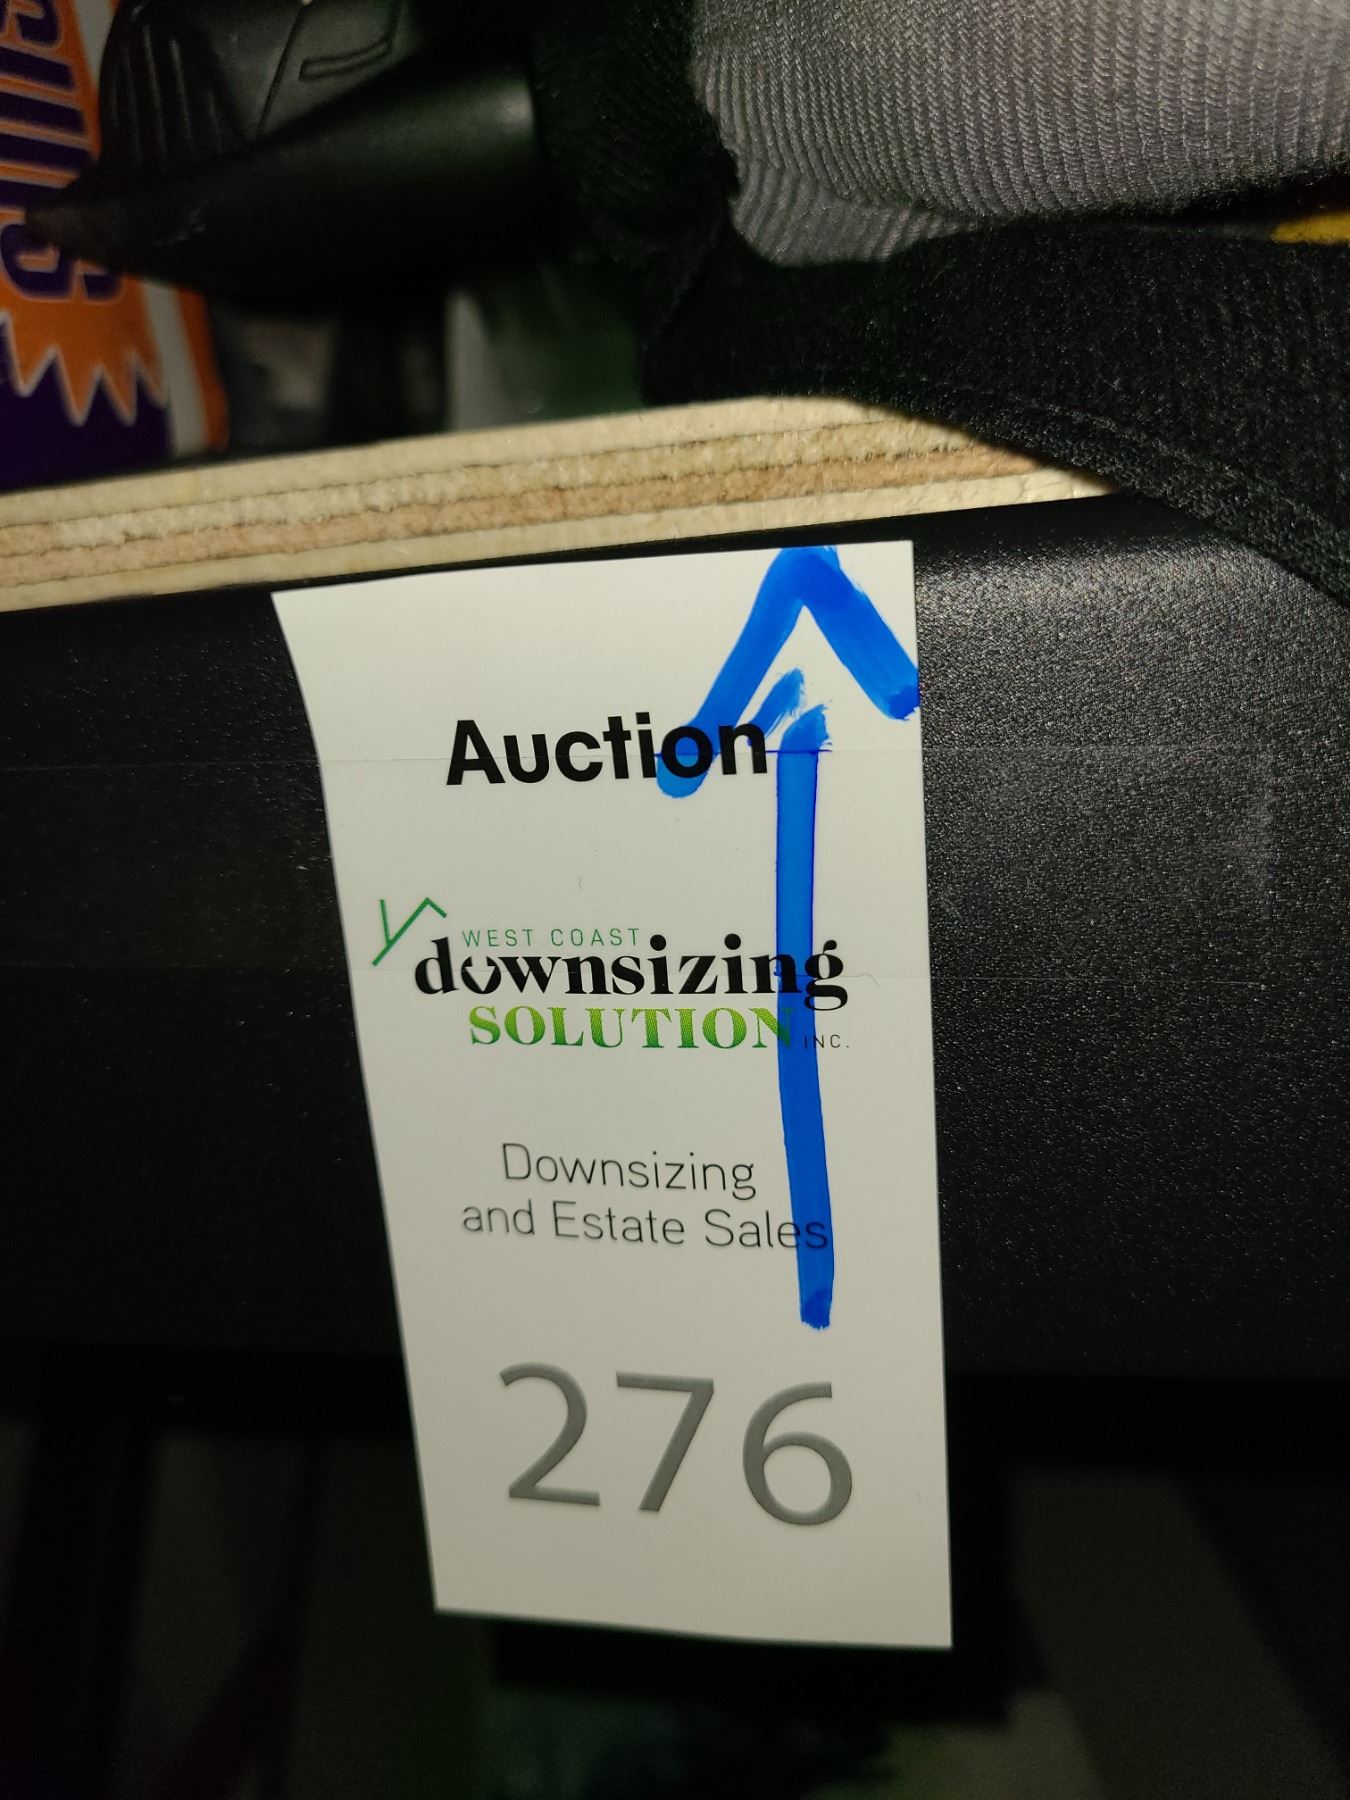 Auction
WEST COAST
downsizing
SOLUTION INC.
Downsizing
and Estate Sales
276